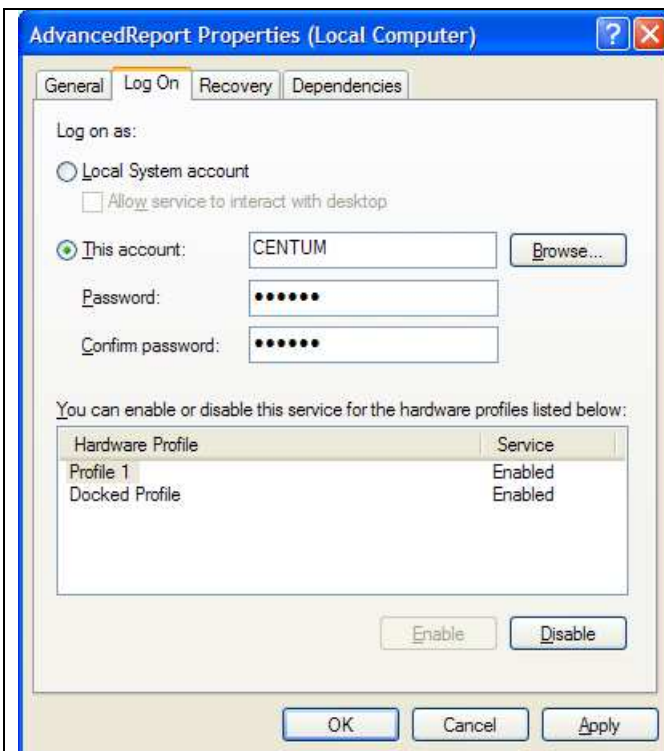 AdvancedReport Properties (Local Computer)
General Log On Recovery Dependencies
Log on as:
Local System account
Allow service to interact with desktop
This account: CENTUM Browse...
Password: ●●●●●●
Confirm password: ●●●●●●
You can enable or disable this service for the hardware profiles listed below:
Hardware Profile Service
Profile 1 Enabled
Docked Profile Enabled
Enable Disable
OK Cancel Apply